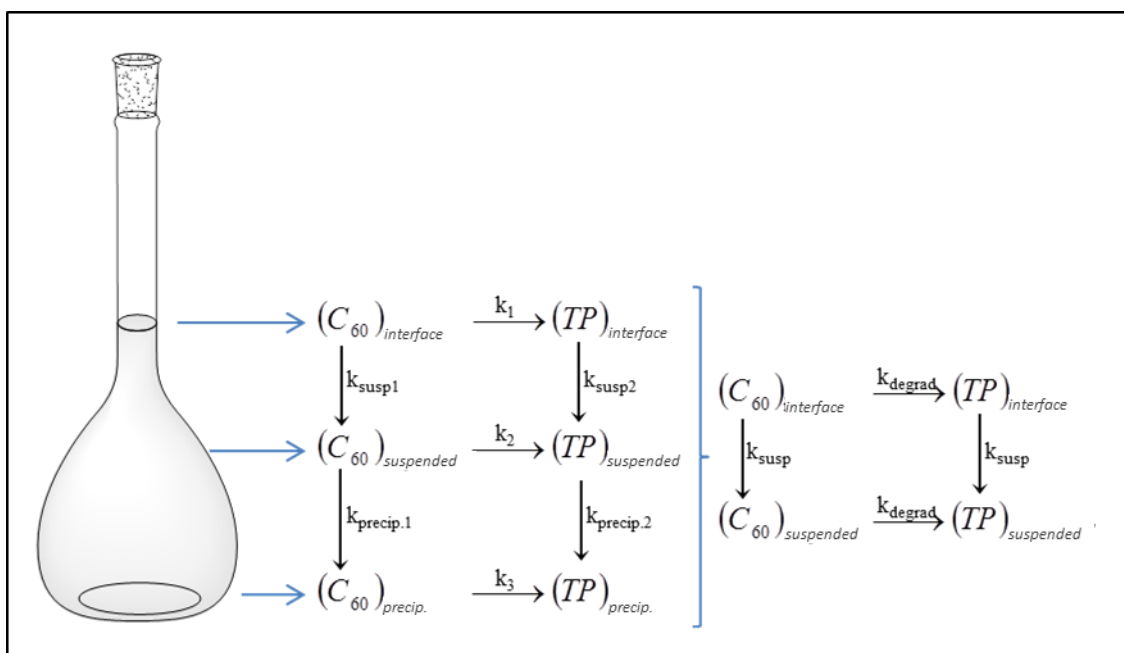 (C60)interface k1 (TP)interface
ksusp1 ksusp2
(C60)suspended k2 (TP)suspended
kprecip.1 kprecip.2
(C60)precip. k3 (TP)precip.
(C60)interface kdegrad (TP)interface
ksusp ksusp
(C60)suspended kdegrad (TP)suspended